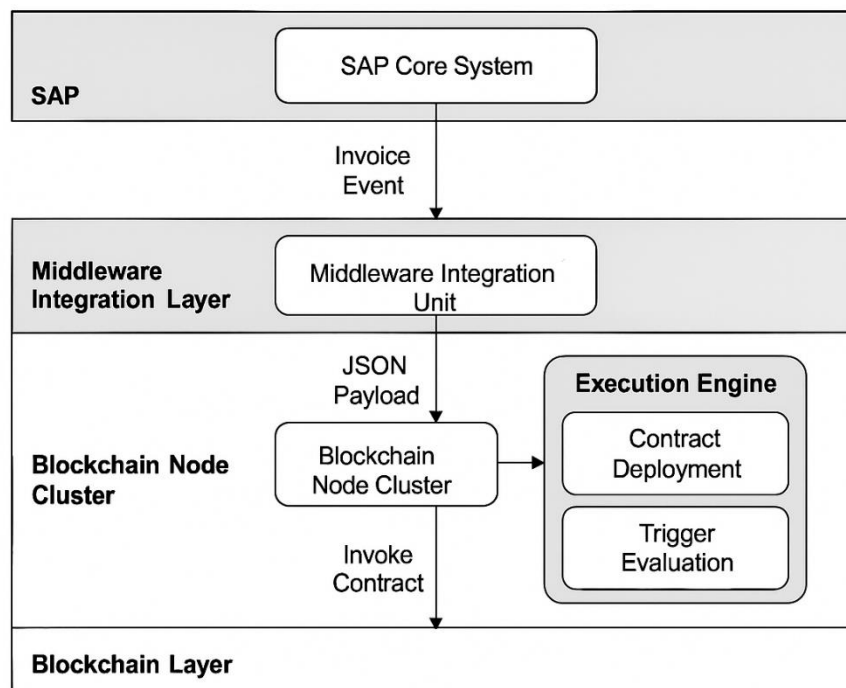 SAP Core System
SAP
Invoice
Event
Middleware
Integration Layer
Middleware Integration
Unit
JSON
Payload
Execution Engine
Contract
Deployment
Blockchain Node
Cluster
Blockchain
Node Cluster
Trigger
Evaluation
Invoke
Contract
Blockchain Layer